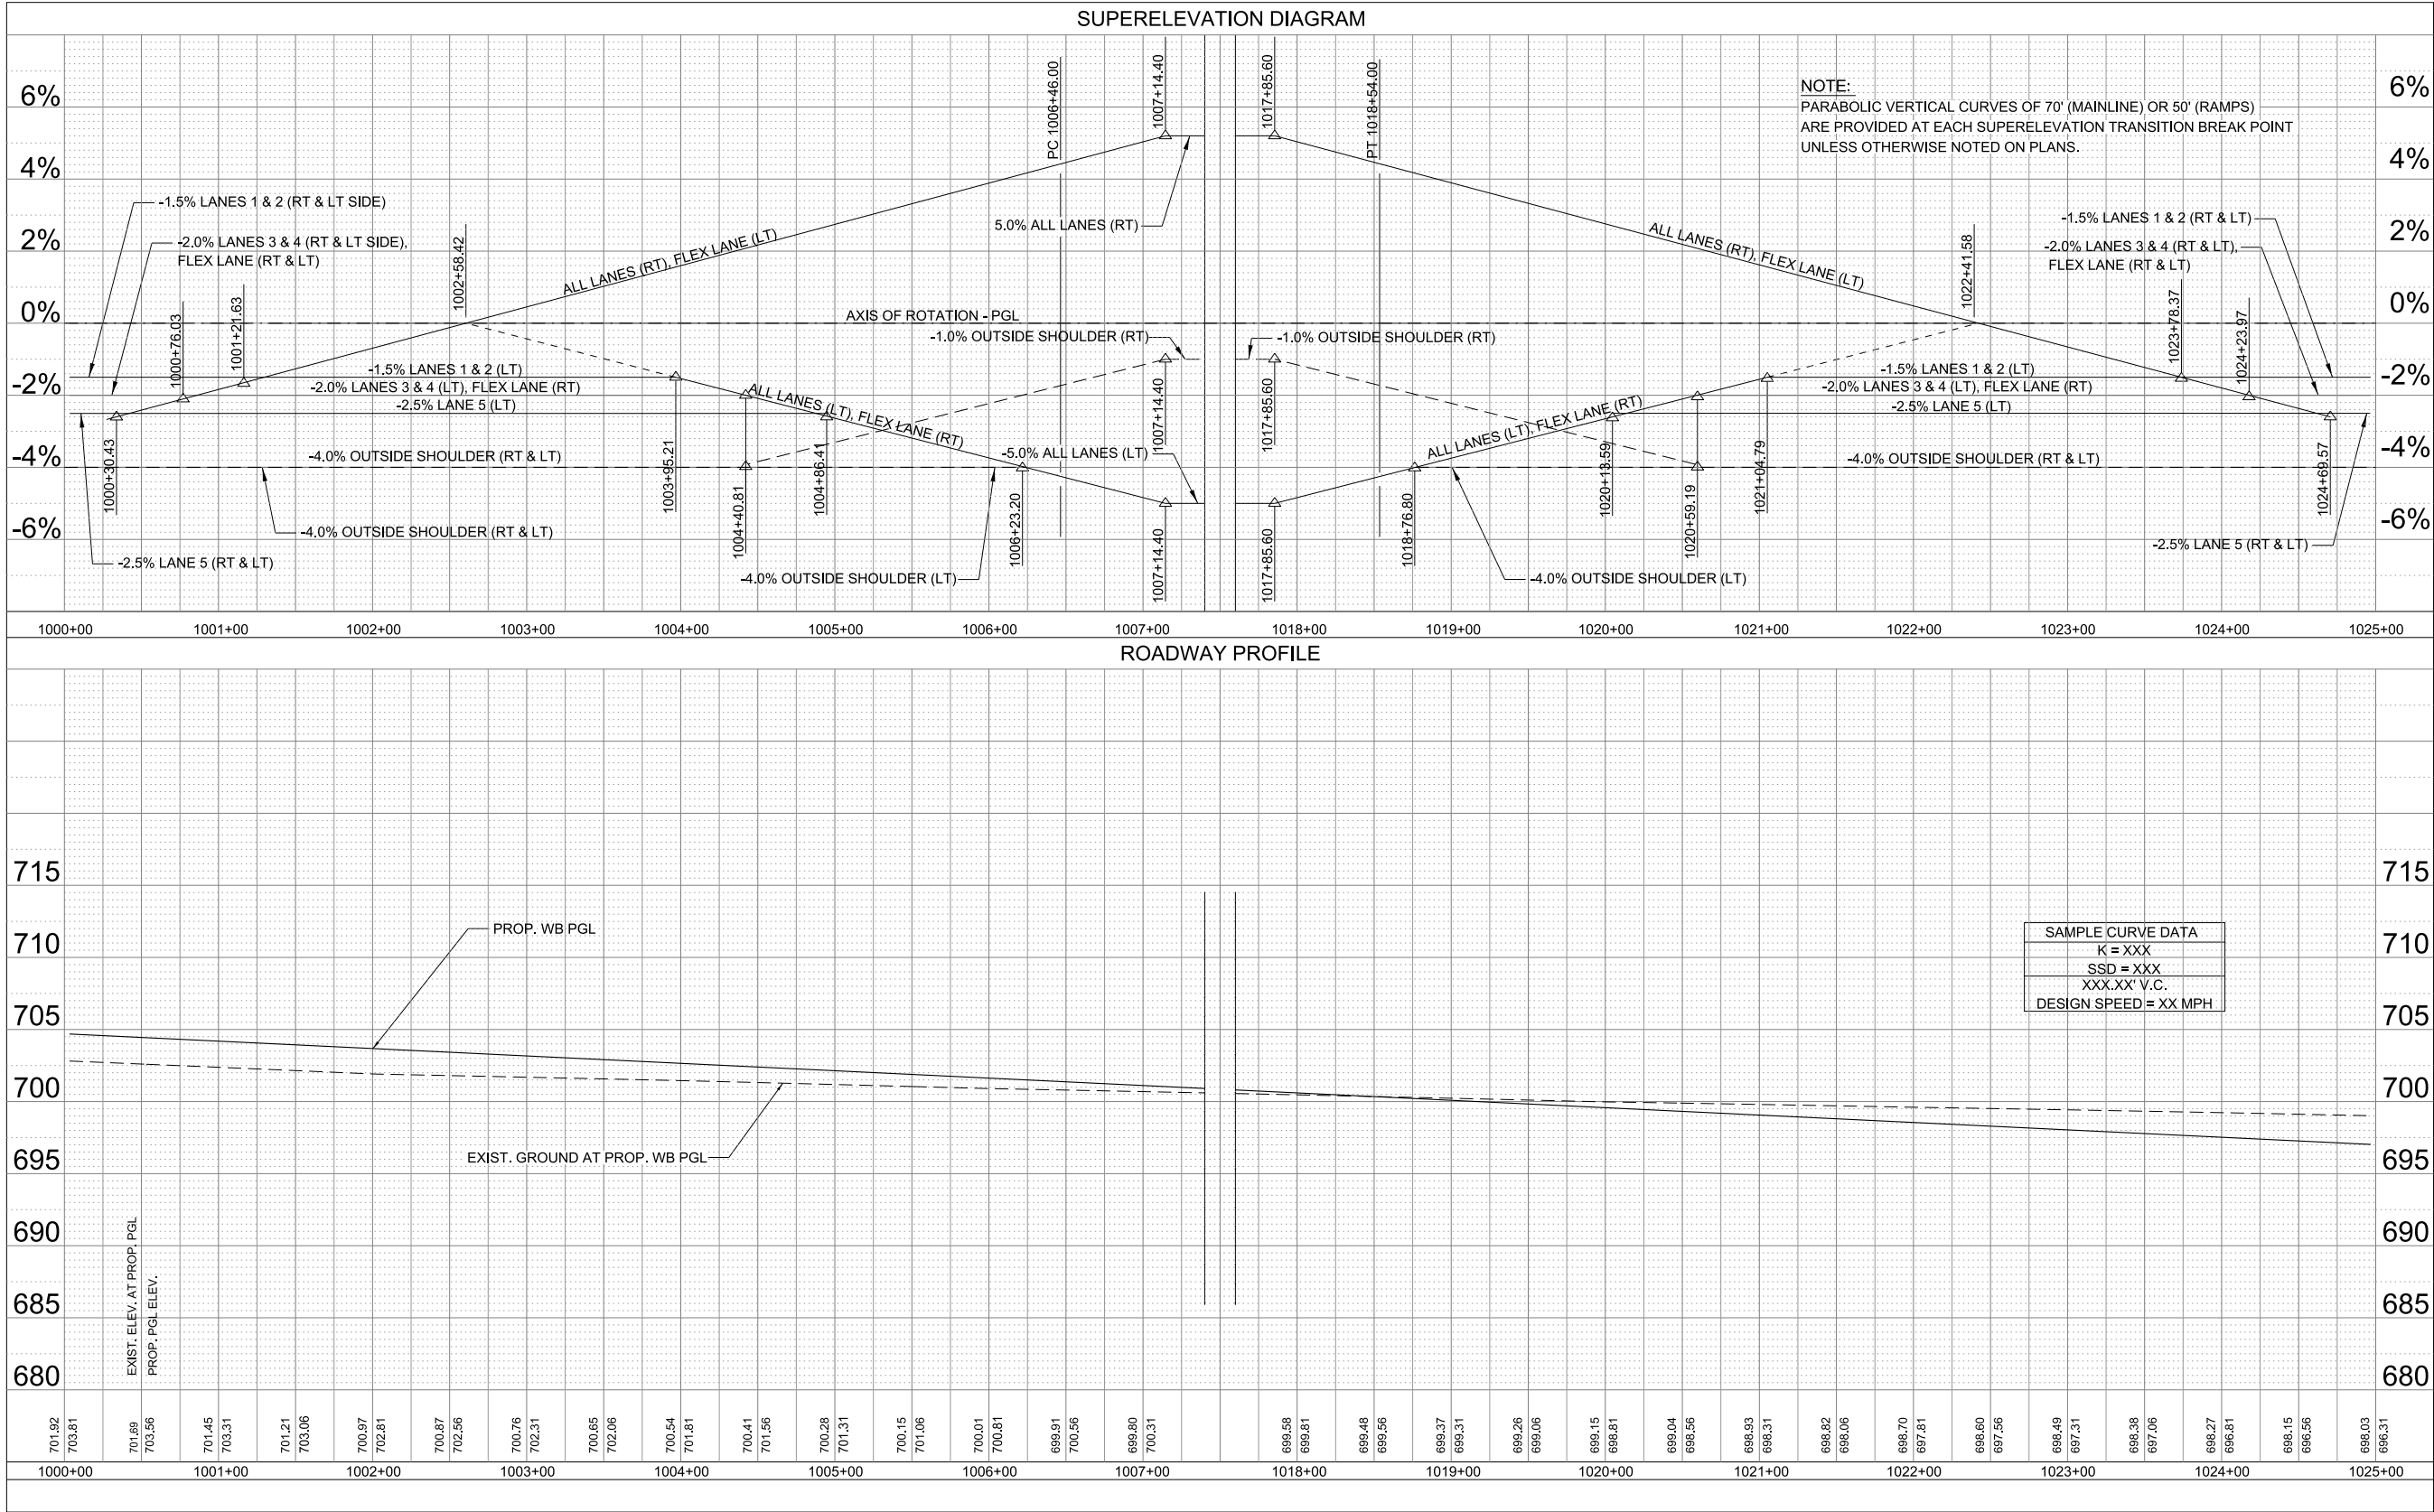 SUPERELEVATION DIAGRAM
6%
4%
2%
0%
-2%
-4%
-6%
6%
4%
2%
0%
-2%
-4%
-6%
NOTE:
PARABOLIC VERTICAL CURVES OF 70' (MAINLINE) OR 50' (RAMPS)
ARE PROVIDED AT EACH SUPERELEVATION TRANSITION BREAK POINT
UNLESS OTHERWISE NOTED ON PLANS.
-1.5% LANES 1 & 2 (RT & LT SIDE)
-2.0% LANES 3 & 4 (RT & LT SIDE),
FLEX LANE (RT & LT)
1000+30.43
1000+76.03
1001+21.63
1002+58.42
ALL LANES (RT), FLEX LANE (LT)
PC 1006+46.00
1007+14.40
5.0% ALL LANES (RT)
AXIS OF ROTATION - PGL
-1.0% OUTSIDE SHOULDER (RT)
-1.5% LANES 1 & 2 (LT)
-2.0% LANES 3 & 4 (LT), FLEX LANE (RT)
-2.5% LANE 5 (LT)
ALL LANES (LT), FLEX LANE (RT)
-4.0% OUTSIDE SHOULDER (RT & LT)
-5.0% ALL LANES (LT)
1003+95.21
1004+40.81
1004+86.41
1006+23.20
1007+14.40
1007+14.40
-4.0% OUTSIDE SHOULDER (RT & LT)
-2.5% LANE 5 (RT & LT)
-4.0% OUTSIDE SHOULDER (LT)
1017+85.60
PT 1018+54.00
ALL LANES (RT), FLEX LANE (LT)
1022+41.58
1023+78.37
1024+23.97
-1.5% LANES 1 & 2 (RT & LT)
-2.0% LANES 3 & 4 (RT & LT),
FLEX LANE (RT & LT)
-1.0% OUTSIDE SHOULDER (RT)
-1.5% LANES 1 & 2 (LT)
-2.0% LANES 3 & 4 (LT), FLEX LANE (RT)
-2.5% LANE 5 (LT)
ALL LANES (LT), FLEX LANE (RT)
-4.0% OUTSIDE SHOULDER (RT & LT)
1017+85.60
1017+85.60
1018+76.80
1020+13.59
1020+59.19
1021+04.79
1024+69.57
-2.5% LANE 5 (RT & LT)
-4.0% OUTSIDE SHOULDER (LT)
1000+00 1001+00 1002+00 1003+00 1004+00 1005+00 1006+00 1007+00 1018+00 1019+00 1020+00 1021+00 1022+00 1023+00 1024+00 1025+00
ROADWAY PROFILE
715
710
705
700
695
690
685
680
715
710
705
700
695
690
685
680
PROP. WB PGL
EXIST. GROUND AT PROP. WB PGL
SAMPLE CURVE DATA
K = XXX
SSD = XXX
XXX.XX' V.C.
DESIGN SPEED = XX MPH
EXIST. ELEV. AT PROP. PGL
PROP. PGL ELEV.
701.92
703.81
701.69
703.56
701.45
703.31
701.21
703.06
700.97
702.81
700.87
702.56
700.76
702.31
700.65
702.06
700.54
701.81
700.41
701.56
700.28
701.31
700.15
701.06
700.01
700.81
699.91
700.56
699.80
700.31
699.58
699.81
699.48
699.56
699.37
699.31
699.26
699.06
699.15
698.81
699.04
698.56
698.93
698.31
698.82
698.06
698.70
697.81
698.60
697.56
698.49
697.31
698.38
697.06
698.27
696.81
698.15
696.56
698.03
696.31
1000+00 1001+00 1002+00 1003+00 1004+00 1005+00 1006+00 1007+00 1018+00 1019+00 1020+00 1021+00 1022+00 1023+00 1024+00 1025+00